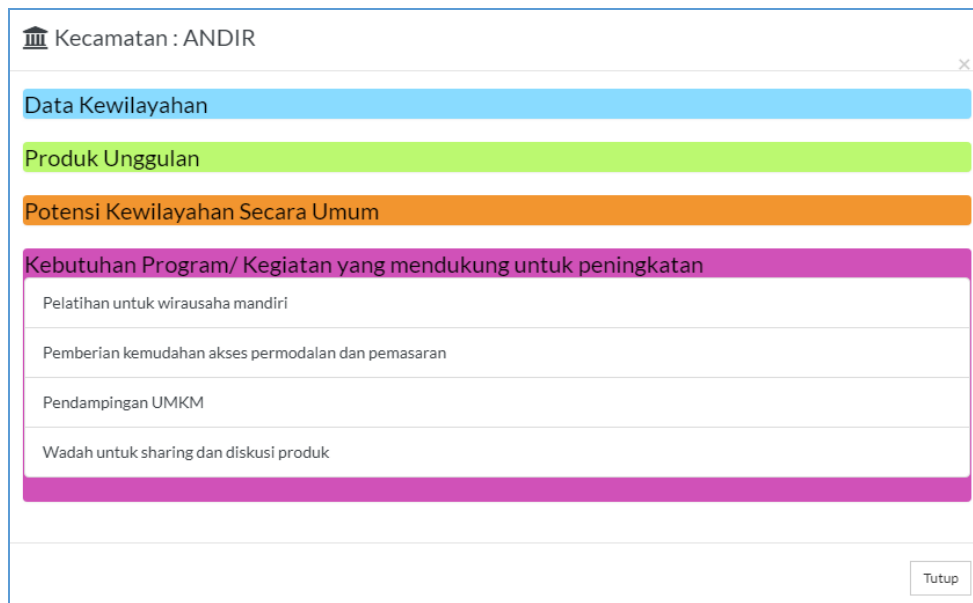 Kecamatan : ANDIR
×
Data Kewilayahan
Produk Unggulan
Potensi Kewilayahan Secara Umum
Kebutuhan Program/ Kegiatan yang mendukung untuk peningkatan
Pelatihan untuk wirausaha mandiri
Pemberian kemudahan akses permodalan dan pemasaran
Pendampingan UMKM
Wadah untuk sharing dan diskusi produk
Tutup